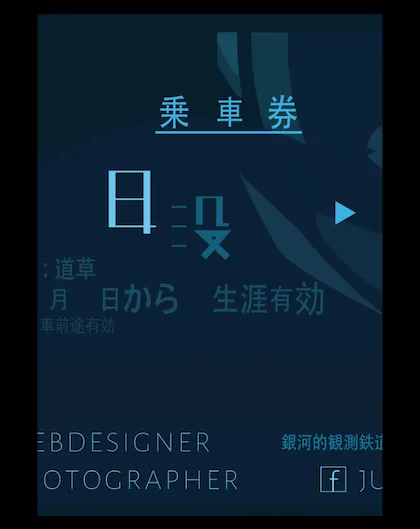 乗車券
: 道草
月 日から 生涯有効
車前途有効
EBDESIGNER
銀河的観測鉄道
OTOGRAPHER
f JU